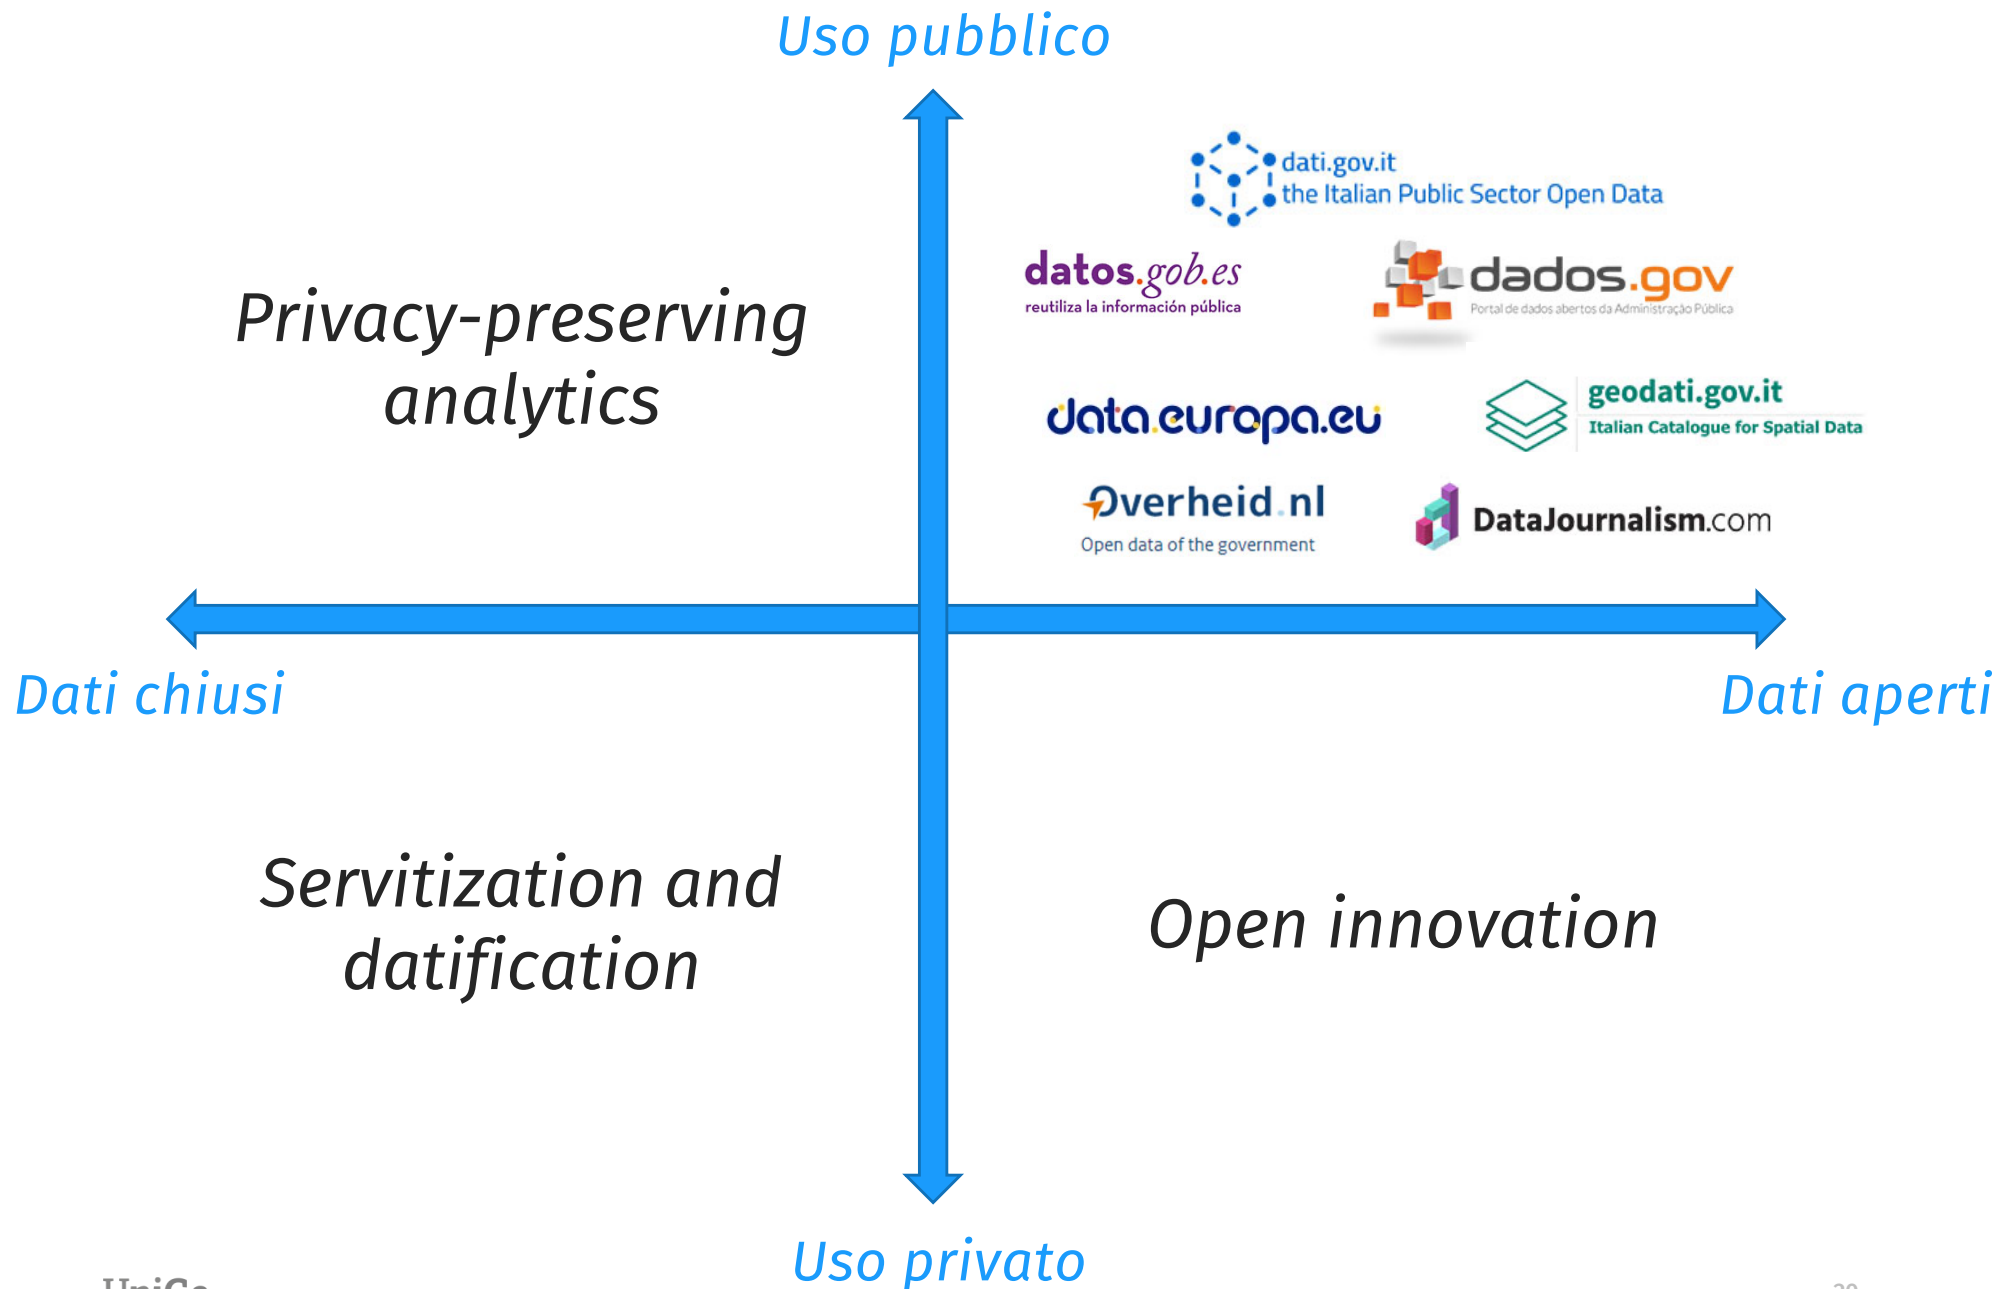 Uso pubblico
dati.gov.it
the Italian Public Sector Open Data
datos.gob.es
reutiliza la información pública
dados.gov
Portal de dados abertos da Administração Pública
Privacy-preserving
analytics
data.europa.eu
geodati.gov.it
Italian Catalogue for Spatial Data
Overheid.nl
Open data of the government
DataJournalism.com
Dati chiusi
Dati aperti
Servitization and
datification
Open innovation
Uso privato